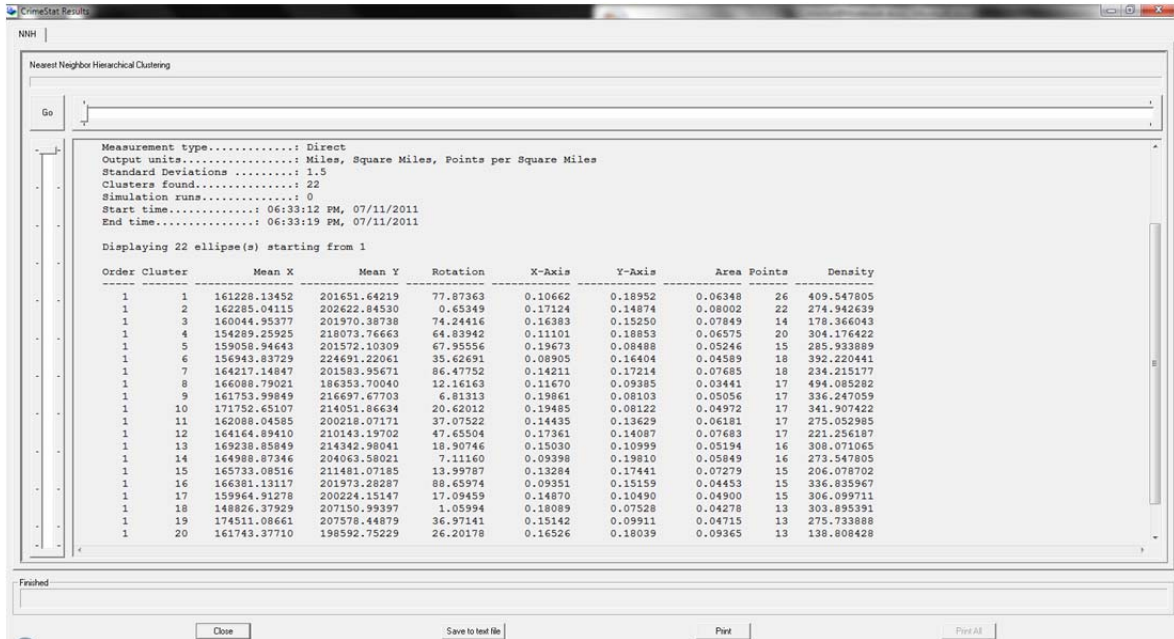 CrimeStat Results
NNH
Nearest Neighbor Hierarchical Clustering
Go
Measurement type.............: Direct
Output units.................: Miles, Square Miles, Points per Square Miles
Standard Deviations .........: 1.5
Clusters found...............: 22
Simulation runs..............: 0
Start time.............: 06:33:12 PM, 07/11/2011
End time...............: 06:33:19 PM, 07/11/2011
Displaying 22 ellipse(s) starting from 1
Order Cluster Mean X Mean Y Rotation X-Axis Y-Axis Area Points Density
1 1 161228.13452 201651.64219 77.87363 0.10662 0.18952 0.06348 26 409.547805
1 2 162285.04115 202622.84530 0.65349 0.17124 0.14874 0.08002 22 274.942639
1 3 160044.95377 201970.38738 74.24416 0.16383 0.15250 0.07849 14 178.366043
1 4 154289.25925 218073.76663 64.83942 0.11101 0.18853 0.06575 20 304.176422
1 5 159058.94643 201572.10309 67.95556 0.19673 0.08488 0.05246 15 285.933889
1 6 156943.83729 224691.22061 35.62691 0.08905 0.16404 0.04589 18 392.220441
1 7 164217.14847 201583.95671 86.47752 0.14211 0.17214 0.07685 18 234.215177
1 8 166088.79021 186353.70040 12.16163 0.11670 0.09385 0.03441 17 494.085282
1 9 161753.99849 216697.67703 6.81313 0.19861 0.08103 0.05056 17 336.247059
1 10 171752.65107 214051.86634 20.62012 0.19485 0.08122 0.04972 17 341.907422
1 11 162088.04585 200218.07171 37.07522 0.14435 0.13629 0.06181 17 275.052985
1 12 164164.89410 210143.19702 47.65504 0.17361 0.14087 0.07683 17 221.256187
1 13 169238.85849 214342.98041 18.90746 0.15030 0.10999 0.05194 16 308.071065
1 14 164988.87346 204063.58021 7.11160 0.09398 0.19810 0.05849 16 273.547805
1 15 165733.08516 211481.07185 13.99787 0.13284 0.17441 0.07279 15 206.078702
1 16 166381.13117 201973.28287 88.65974 0.09351 0.15159 0.04453 15 336.835967
1 17 159964.91278 200224.15147 17.09459 0.14870 0.10490 0.04900 15 306.099711
1 18 148826.37929 207150.99397 1.05994 0.18089 0.07528 0.04278 13 303.895391
1 19 174511.08661 207578.44879 36.97141 0.15142 0.09911 0.04715 13 275.733888
1 20 161743.37710 198592.75229 26.20178 0.16526 0.18039 0.09365 13 138.808428
Finished
Close Save to text file Print Print All